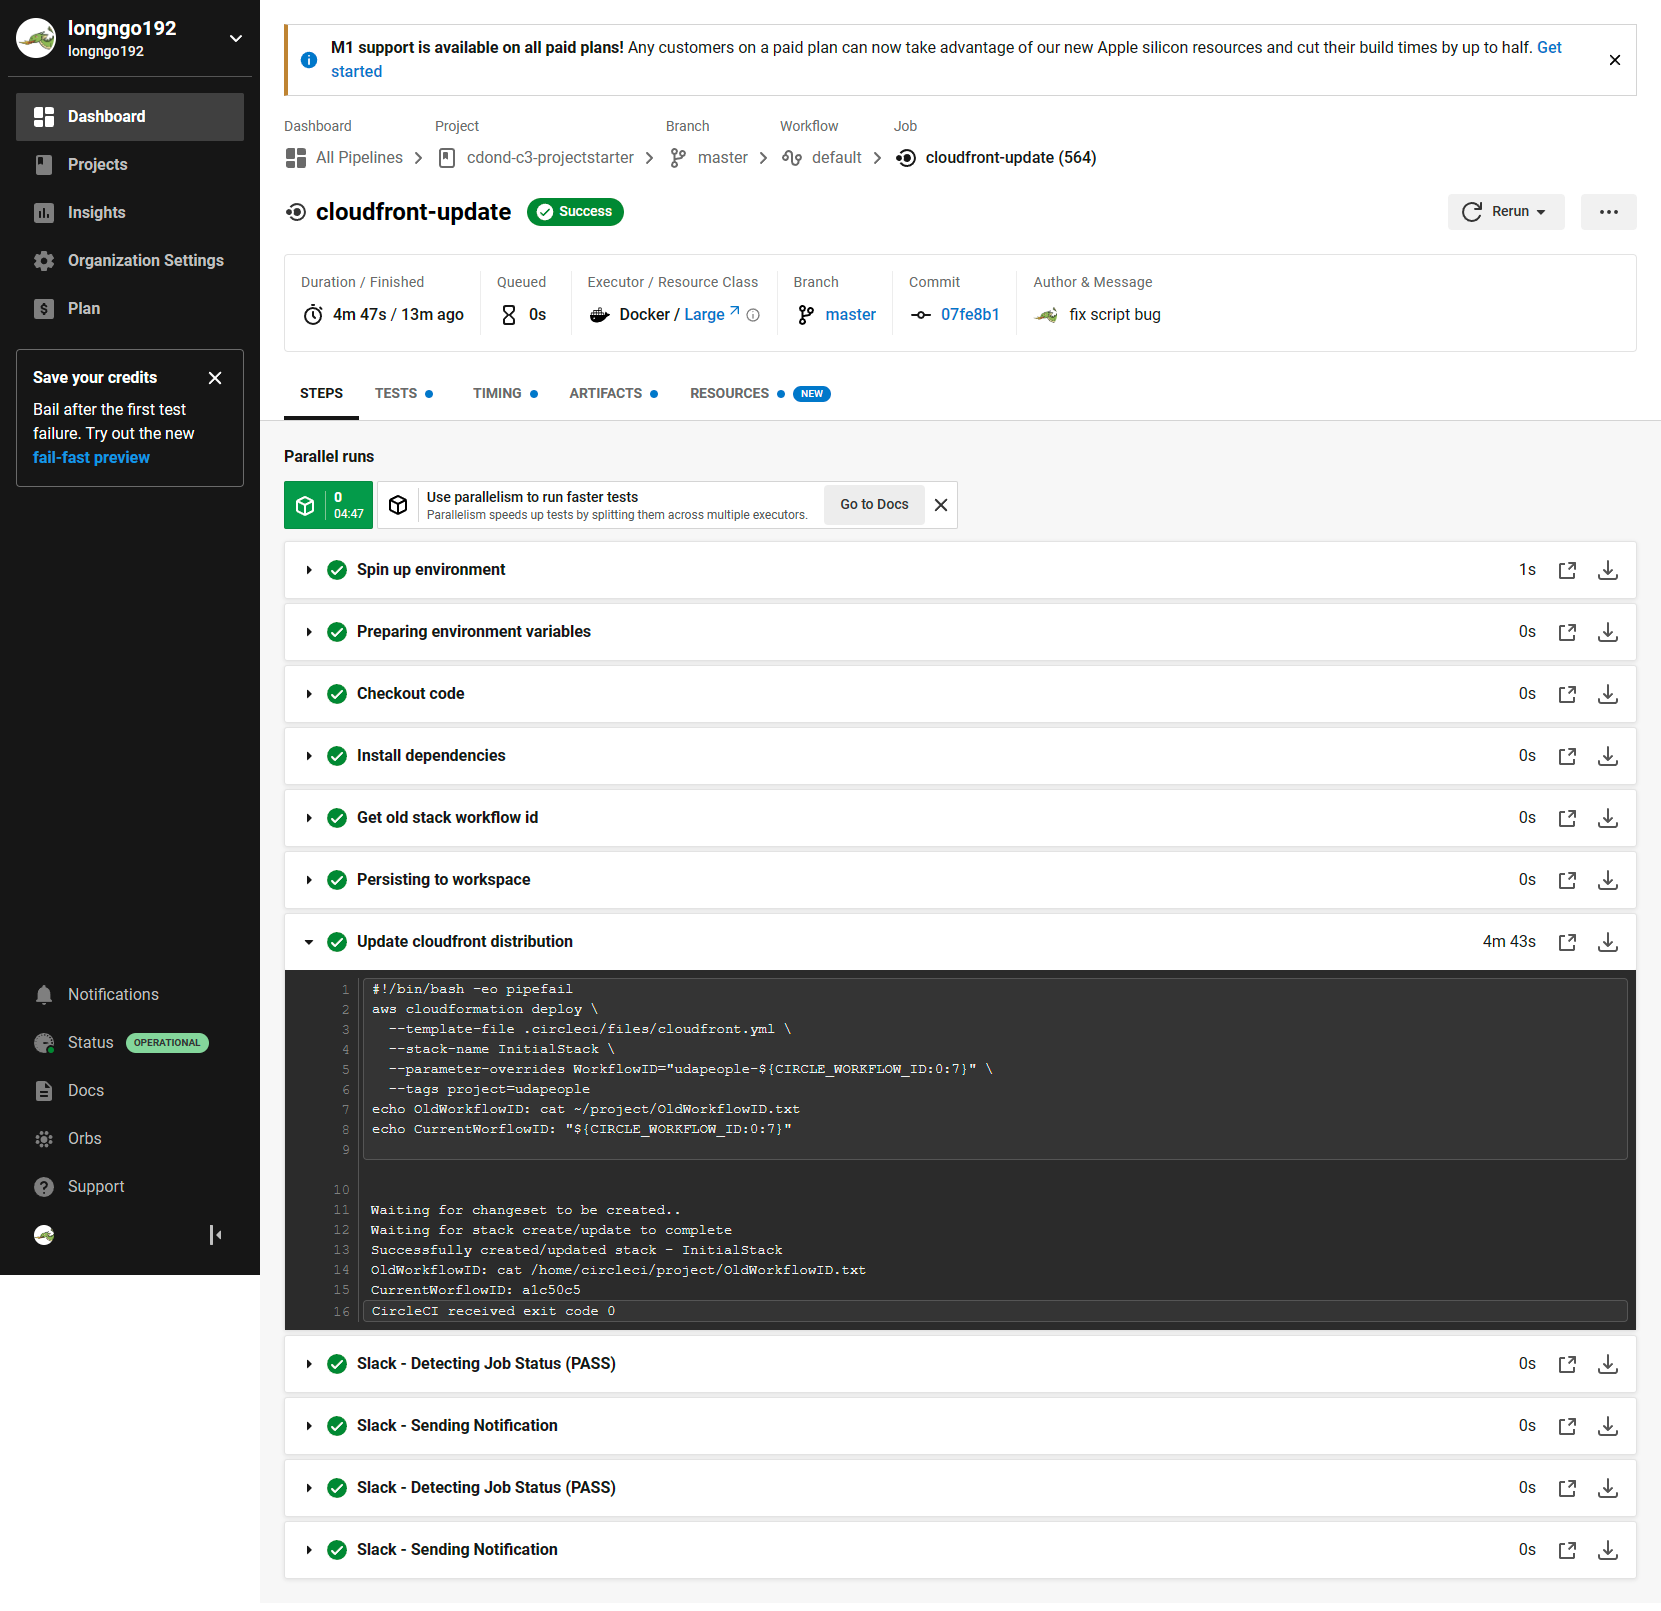 longngo192
longngo192
Dashboard
Projects
Insights
Organization Settings
Plan
Save your credits
Bail after the first test
failure. Try out the new
fail-fast preview
Notifications
Status OPERATIONAL
Docs
Orbs
Support
M1 support is available on all paid plans! Any customers on a paid plan can now take advantage of our new Apple silicon resources and cut their build times by up to half. Get
started
Dashboard Project Branch Workflow Job
All Pipelines cdond-c3-projectstarter master default cloudfront-update (564)
cloudfront-update Success Rerun
Duration / Finished Queued Executor / Resource Class Branch Commit Author & Message
4m 47s / 13m ago 0s Docker / Large master 07fe8b1 fix script bug
STEPS TESTS TIMING ARTIFACTS RESOURCES NEW
Parallel runs
0
04:47
Use parallelism to run faster tests
Parallelism speeds up tests by splitting them across multiple executors.
Go to Docs
Spin up environment 1s
Preparing environment variables 0s
Checkout code 0s
Install dependencies 0s
Get old stack workflow id 0s
Persisting to workspace 0s
Update cloudfront distribution 4m 43s
1 #!/bin/bash -eo pipefail
2 aws cloudformation deploy \
3 --template-file .circleci/files/cloudfront.yml \
4 --stack-name InitialStack \
5 --parameter-overrides WorkflowID="udapeople-${CIRCLE_WORKFLOW_ID:0:7}" \
6 --tags project=udapeople
7 echo OldWorkflowID: cat ~/project/OldWorkflowID.txt
8 echo CurrentWorflowID: "${CIRCLE_WORKFLOW_ID:0:7}"
9
10
11 Waiting for changeset to be created..
12 Waiting for stack create/update to complete
13 Successfully created/updated stack - InitialStack
14 OldWorkflowID: cat /home/circleci/project/OldWorkflowID.txt
15 CurrentWorflowID: a1c50c5
16 CircleCI received exit code 0
Slack - Detecting Job Status (PASS) 0s
Slack - Sending Notification 0s
Slack - Detecting Job Status (PASS) 0s
Slack - Sending Notification 0s